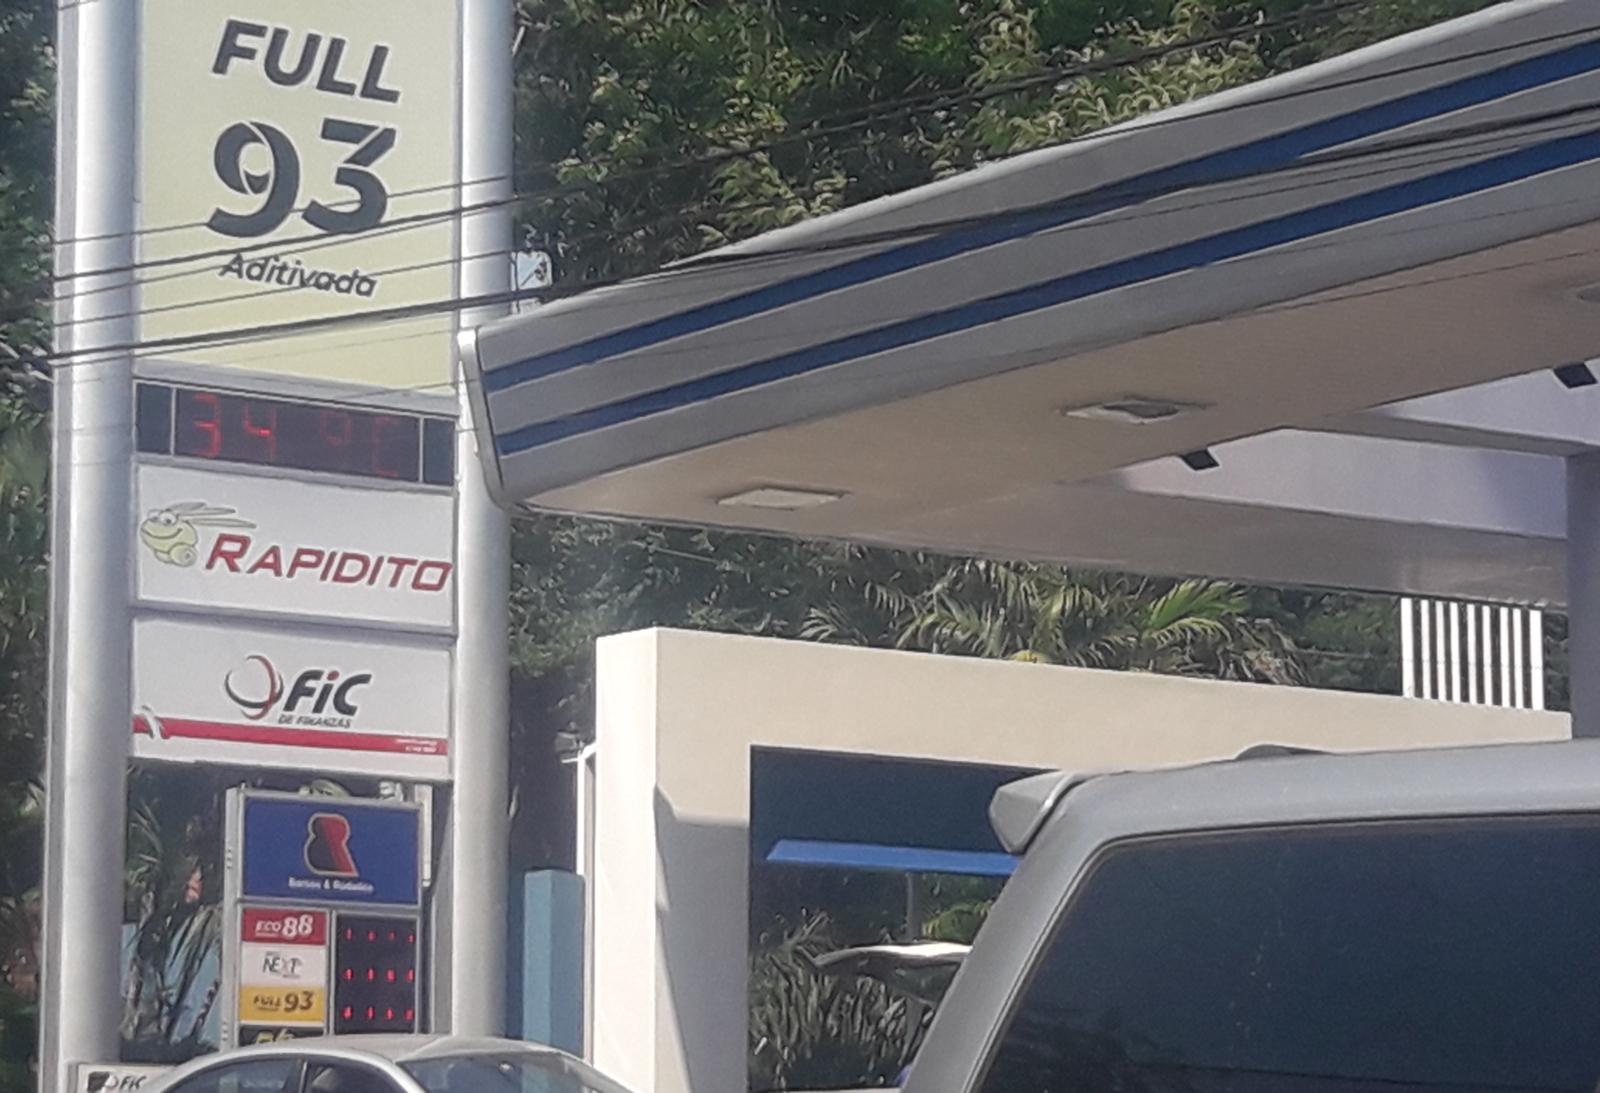 FULL
93
Aditivada
34 °C
RAPIDITO
FiC
DE FINANZAS
ECO 88
NEXT
FULL 93
FiC